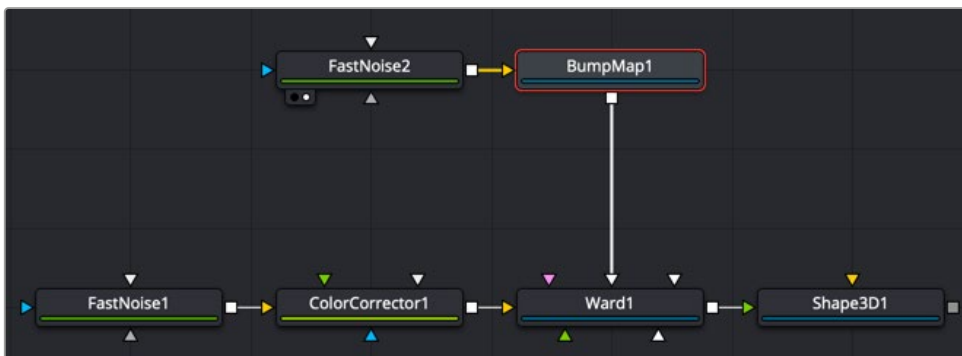 FastNoise2
BumpMap1
FastNoise1
ColorCorrector1
Ward1
Shape3D1